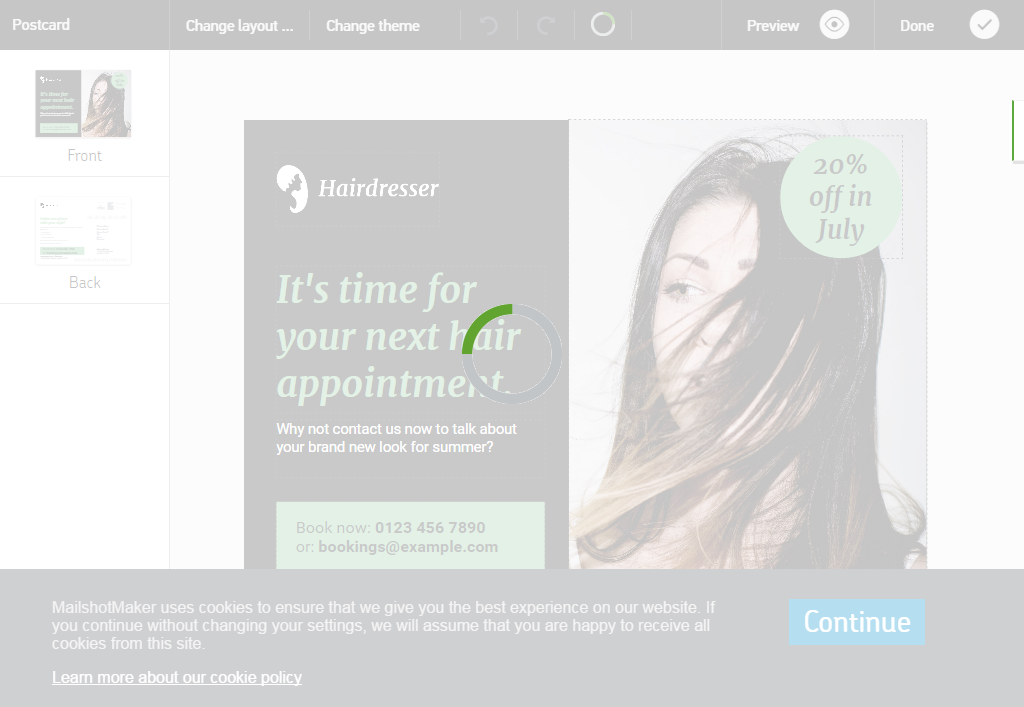 Postcard
Change layout ...
Change theme
Preview
Done
Front
Back
Hairdresser
20%
off in
July
It's time for
your next hair
appointment.
Why not contact us now to talk about
your brand new look for summer?
Book now: 0123 456 7890
or: bookings@example.com
MailshotMaker uses cookies to ensure that we give you the best experience on our website. If
you continue without changing your settings, we will assume that you are happy to receive all
cookies from this site.
Continue
Learn more about our cookie policy